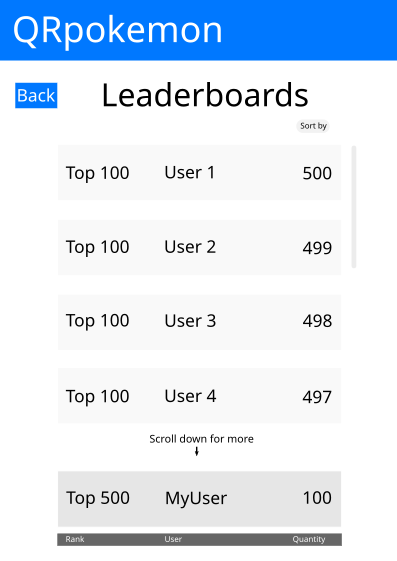 QRpokemon
Back
Leaderboards
Sort by
Top 100 User 1 500
Top 100 User 2 499
Top 100 User 3 498
Top 100 User 4 497
Scroll down for more
Top 500 MyUser 100
Rank User Quantity